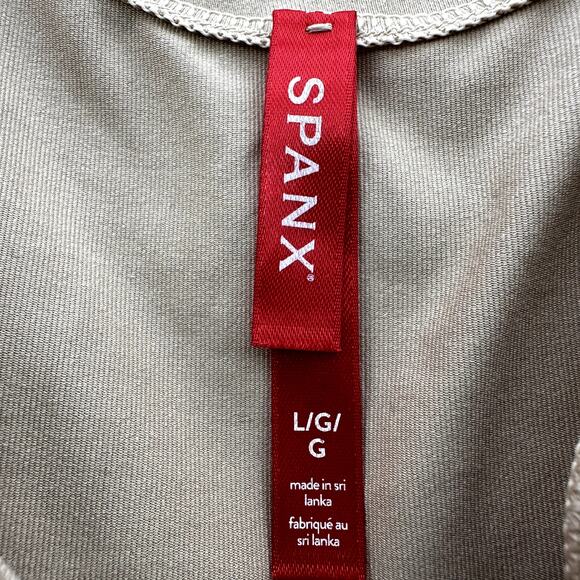 SPANX®
L/G/
G
made in sri
lanka
fabriqué au
sri lanka